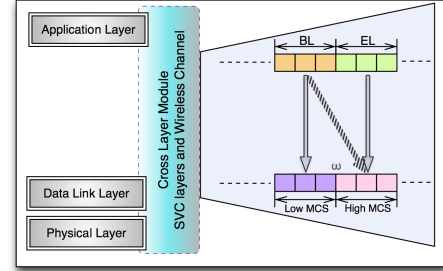 Application Layer
Data Link Layer
Physical Layer
Cross Layer Module
SVC layers and Wireless Channel
BL
EL
ω
Low MCS
High MCS